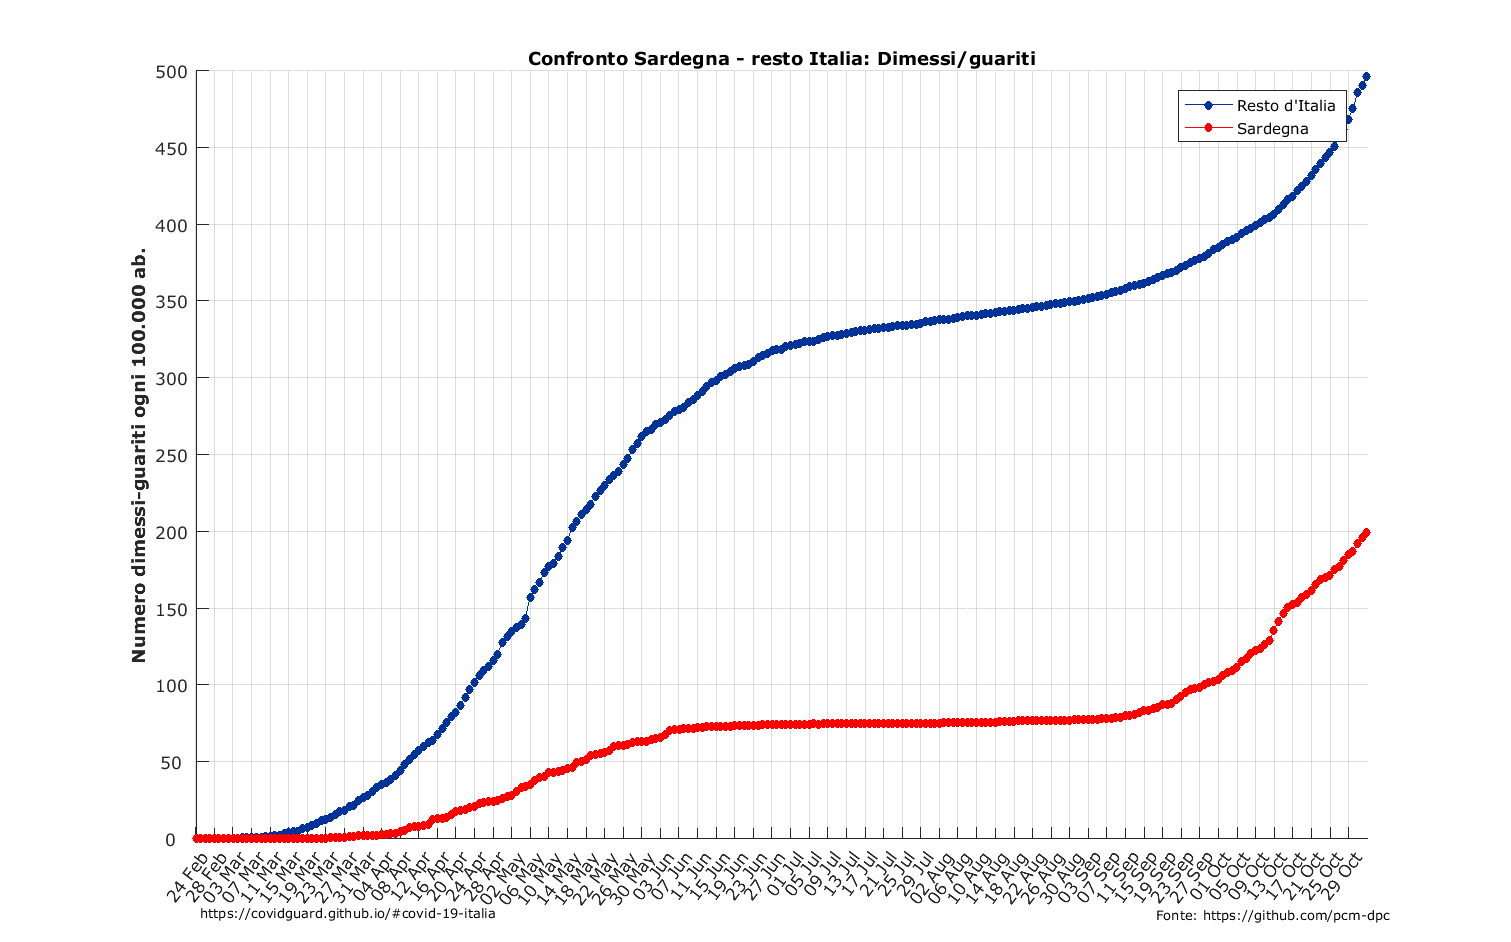 Confronto Sardegna - resto Italia: Dimessi/guariti
Numero dimessi-guariti ogni 100.000 ab.
500
450
400
350
300
250
200
150
100
50
0
Resto d'Italia
Sardegna
24 Feb
28 Feb
03 Mar
07 Mar
11 Mar
15 Mar
19 Mar
23 Mar
27 Mar
31 Mar
04 Apr
08 Apr
12 Apr
16 Apr
20 Apr
24 Apr
28 Apr
02 May
06 May
10 May
14 May
18 May
22 May
26 May
30 May
03 Jun
07 Jun
11 Jun
15 Jun
19 Jun
23 Jun
27 Jun
01 Jul
05 Jul
09 Jul
13 Jul
17 Jul
21 Jul
25 Jul
29 Jul
02 Aug
06 Aug
10 Aug
14 Aug
18 Aug
22 Aug
26 Aug
30 Aug
03 Sep
07 Sep
11 Sep
15 Sep
19 Sep
23 Sep
27 Sep
01 Oct
05 Oct
09 Oct
13 Oct
17 Oct
21 Oct
25 Oct
29 Oct
https://covidguard.github.io/#covid-19-italia
Fonte: https://github.com/pcm-dpc